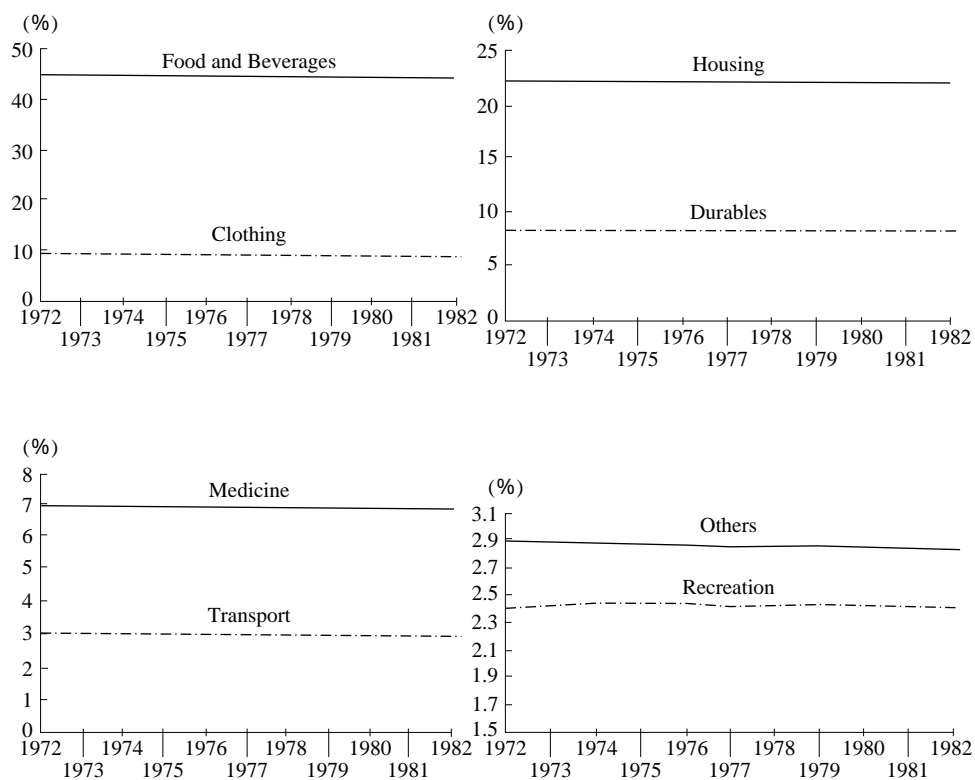 (%)
50
40
30
20
10
0
Food and Beverages
Clothing
1972 1974 1976 1978 1980 1982
1973 1975 1977 1979 1981
(%)
25
20
15
10
5
0
Housing
Durables
1972 1974 1976 1978 1980 1982
1973 1975 1977 1979 1981
(%)
8
7
6
5
4
3
2
1
0
Medicine
Transport
1972 1974 1976 1978 1980 1982
1973 1975 1977 1979 1981
(%)
3.1
2.9
2.7
2.5
2.3
2.1
1.9
1.7
1.5
Others
Recreation
1972 1974 1976 1978 1980 1982
1973 1975 1977 1979 1981